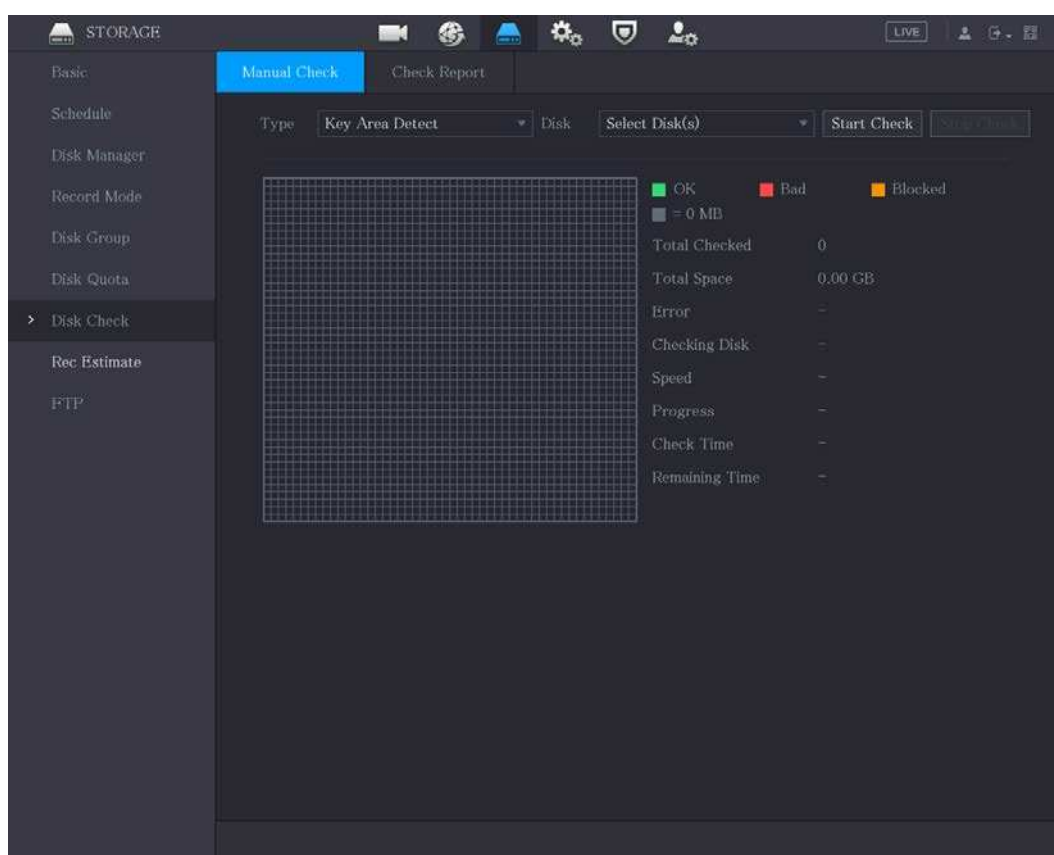 STORAGE LIVE
Basic
Manual Check Check Report
Schedule
Type Key Area Detect Disk Select Disk(s) Start Check Stop Check
Disk Manager
Record Mode
OK Bad Blocked
= 0 MB
Disk Group
Total Checked 0
Disk Quota
Total Space 0.00 GB
Disk Check
Error -
Checking Disk -
Rec Estimate
Speed -
FTP
Progress -
Check Time -
Remaining Time -